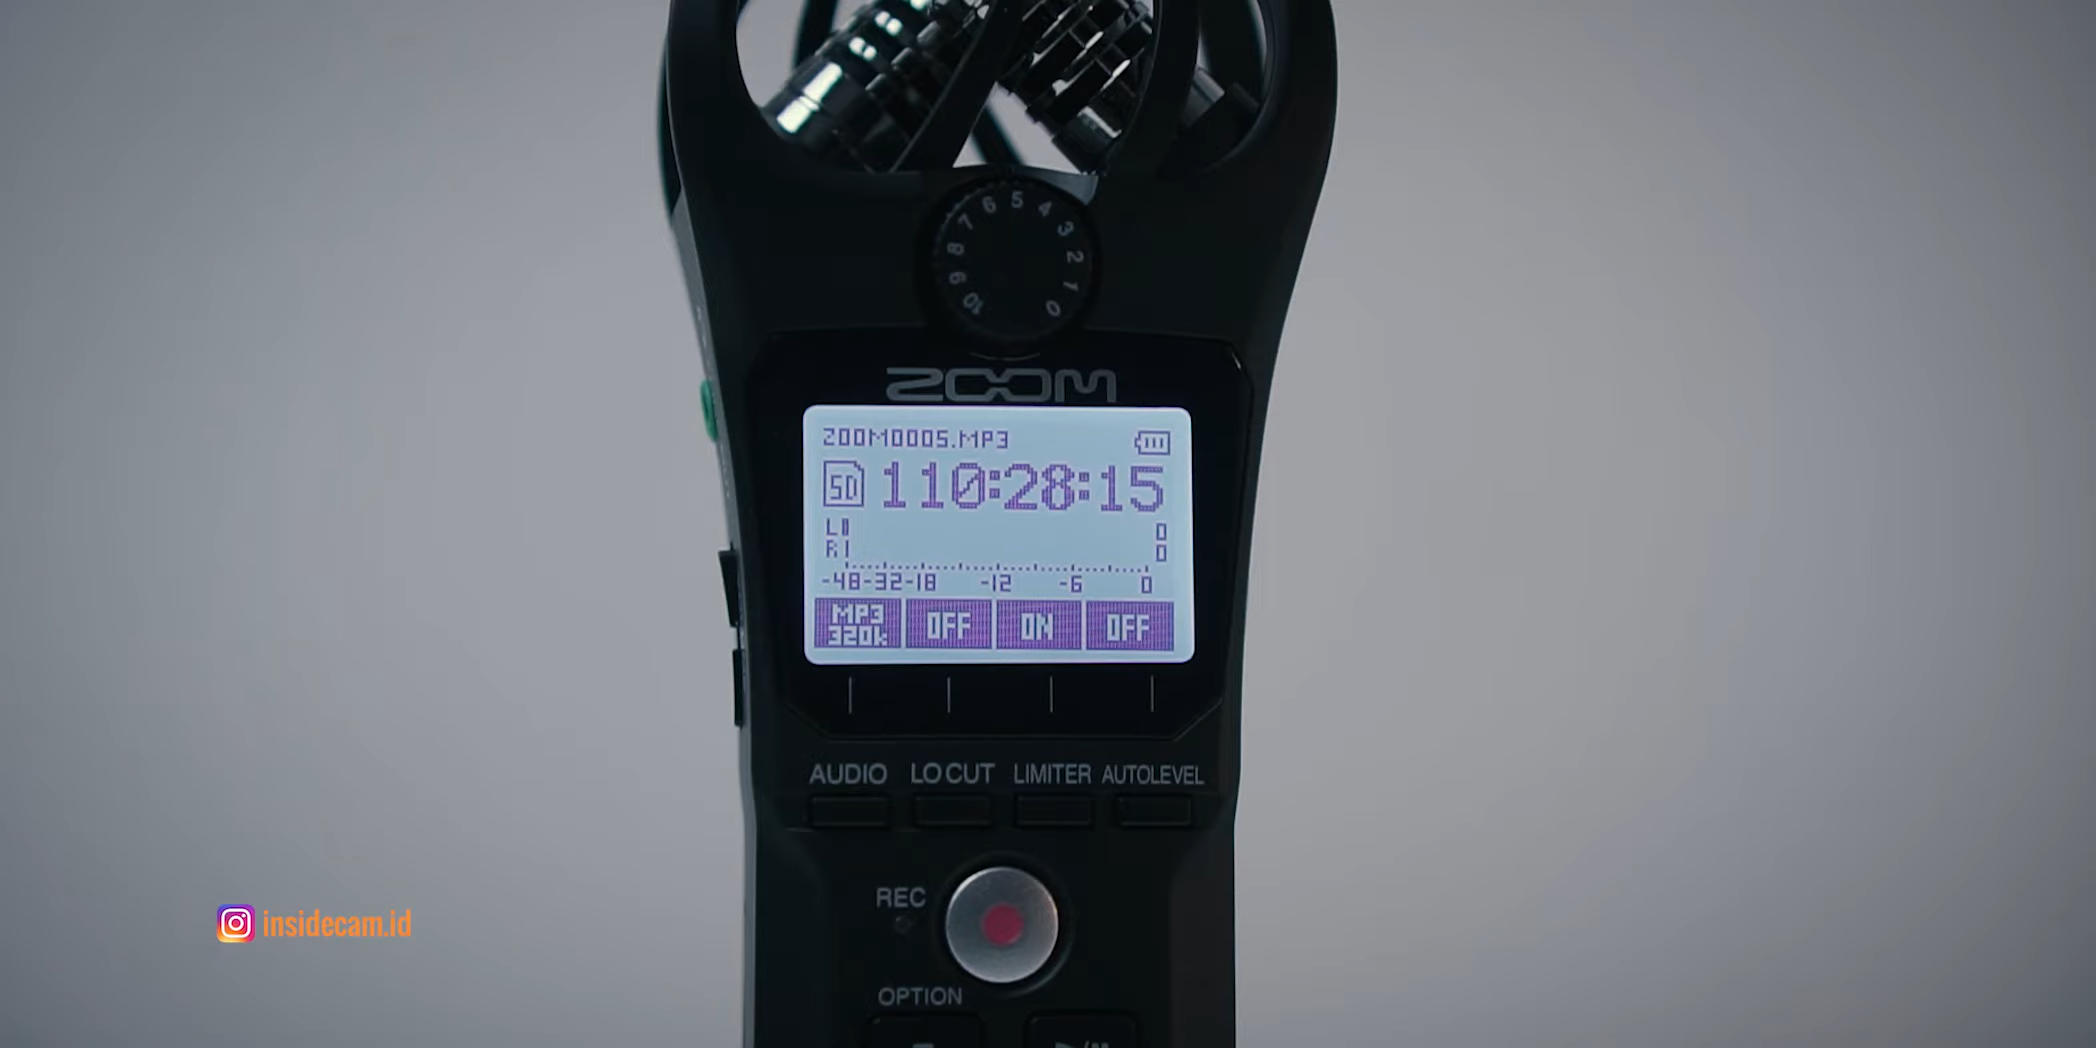 6 5 4
7 3
8 2
9 1
10 0
ZOOM
ZOOM0005.MP3
SD 110:28:15
L 0
R 0
-48-32-18 -12 -6 0
MP3 320k OFF ON OFF
AUDIO LO CUT LIMITER AUTOLEVEL
REC
OPTION
insidecam.id